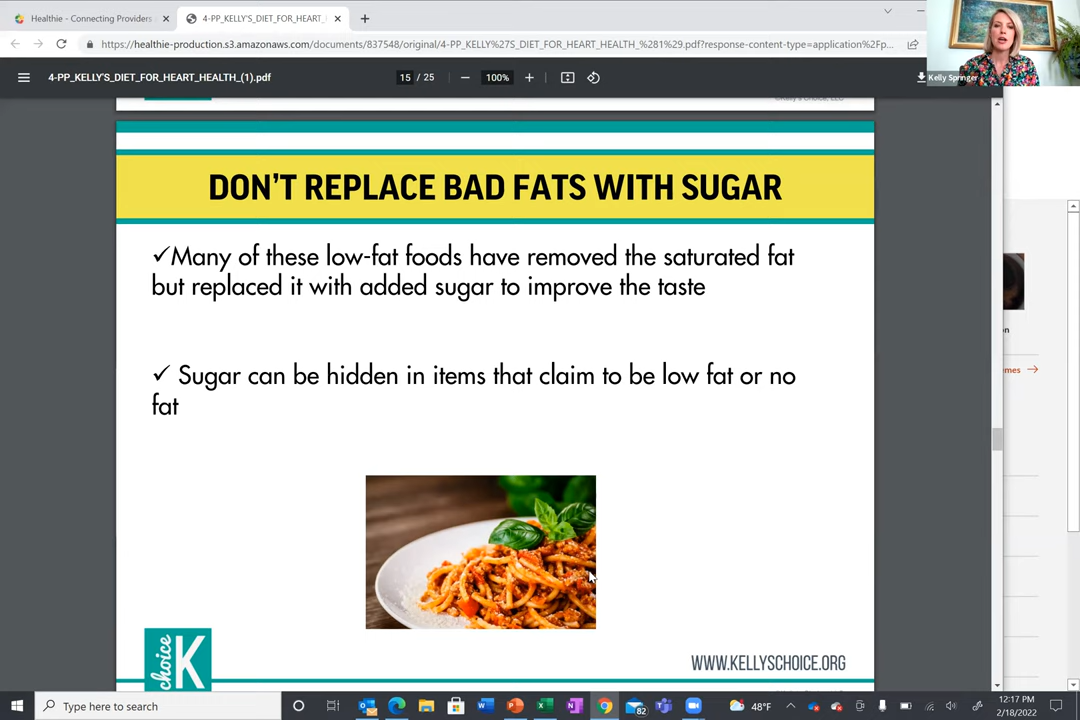 Healthie - Connecting Providers
4-PP_KELLY'S_DIET_FOR_HEART_H
https://healthie-production.s3.amazonaws.com/documents/837548/original/4-PP_KELLY%27S_DIET_FOR_HEART_HEALTH_%281%29.pdf?response-content-type=application%2Fp...
Kelly Springer
4-PP_KELLY'S_DIET_FOR_HEART_HEALTH_(1).pdf
15 / 25
100%
DON'T REPLACE BAD FATS WITH SUGAR
✓Many of these low-fat foods have removed the saturated fat
but replaced it with added sugar to improve the taste
✓ Sugar can be hidden in items that claim to be low fat or no
fat
on
mes →
choice K
WWW.KELLYSCHOICE.ORG
Type here to search
82
48°F
12:17 PM
2/18/2022